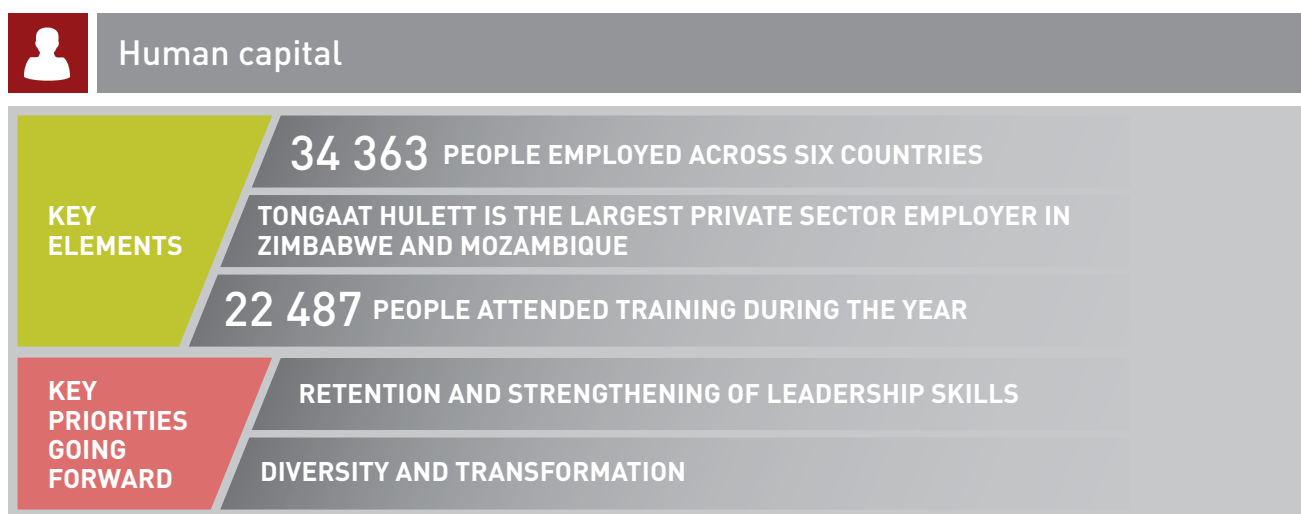 Human capital
KEY
ELEMENTS
34 363 PEOPLE EMPLOYED ACROSS SIX COUNTRIES
TONGAAT HULETT IS THE LARGEST PRIVATE SECTOR EMPLOYER IN
ZIMBABWE AND MOZAMBIQUE
22 487 PEOPLE ATTENDED TRAINING DURING THE YEAR
KEY
PRIORITIES
GOING
FORWARD
RETENTION AND STRENGTHENING OF LEADERSHIP SKILLS
DIVERSITY AND TRANSFORMATION